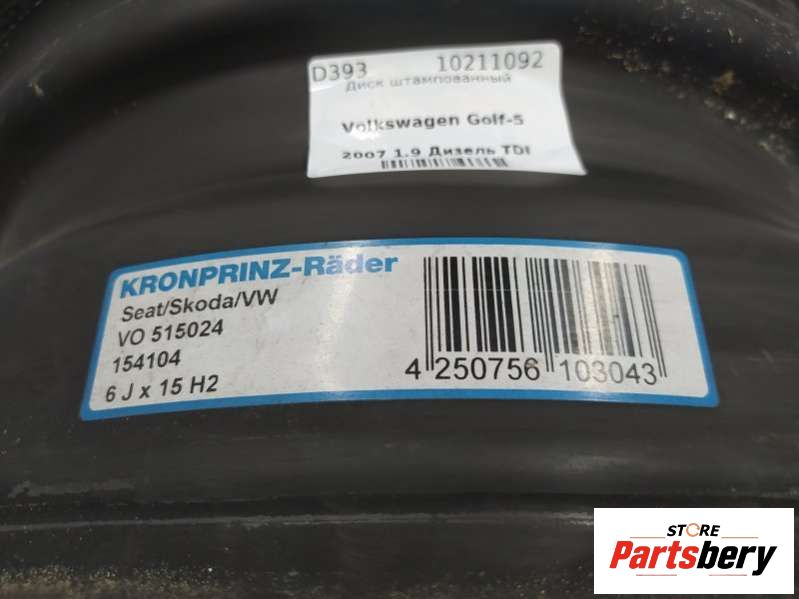 D393 10211092
Диск штампованный
Volkswagen Golf-5
2007 1.9 Дизель TDI
KRONPRINZ-Räder
Seat/Skoda/VW
VO 515024
154104
6 J x 15 H2
4 250756 103043
STORE
Partsbery